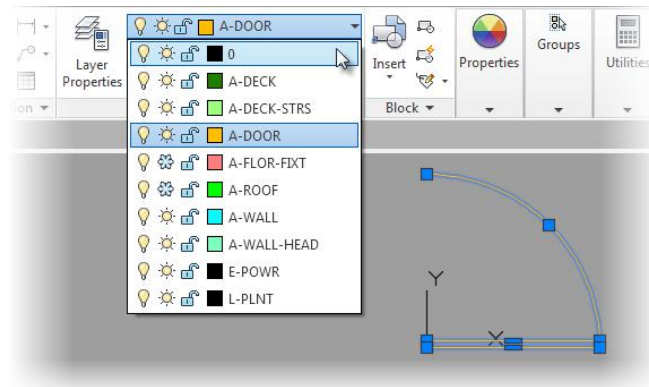 A-DOOR
Layer
Properties
0
A-DECK
A-DECK-STRS
A-DOOR
A-FLOR-FIXT
A-ROOF
A-WALL
A-WALL-HEAD
E-POWR
L-PLNT
Insert
Block
Properties
Groups
Utilities
Y
X